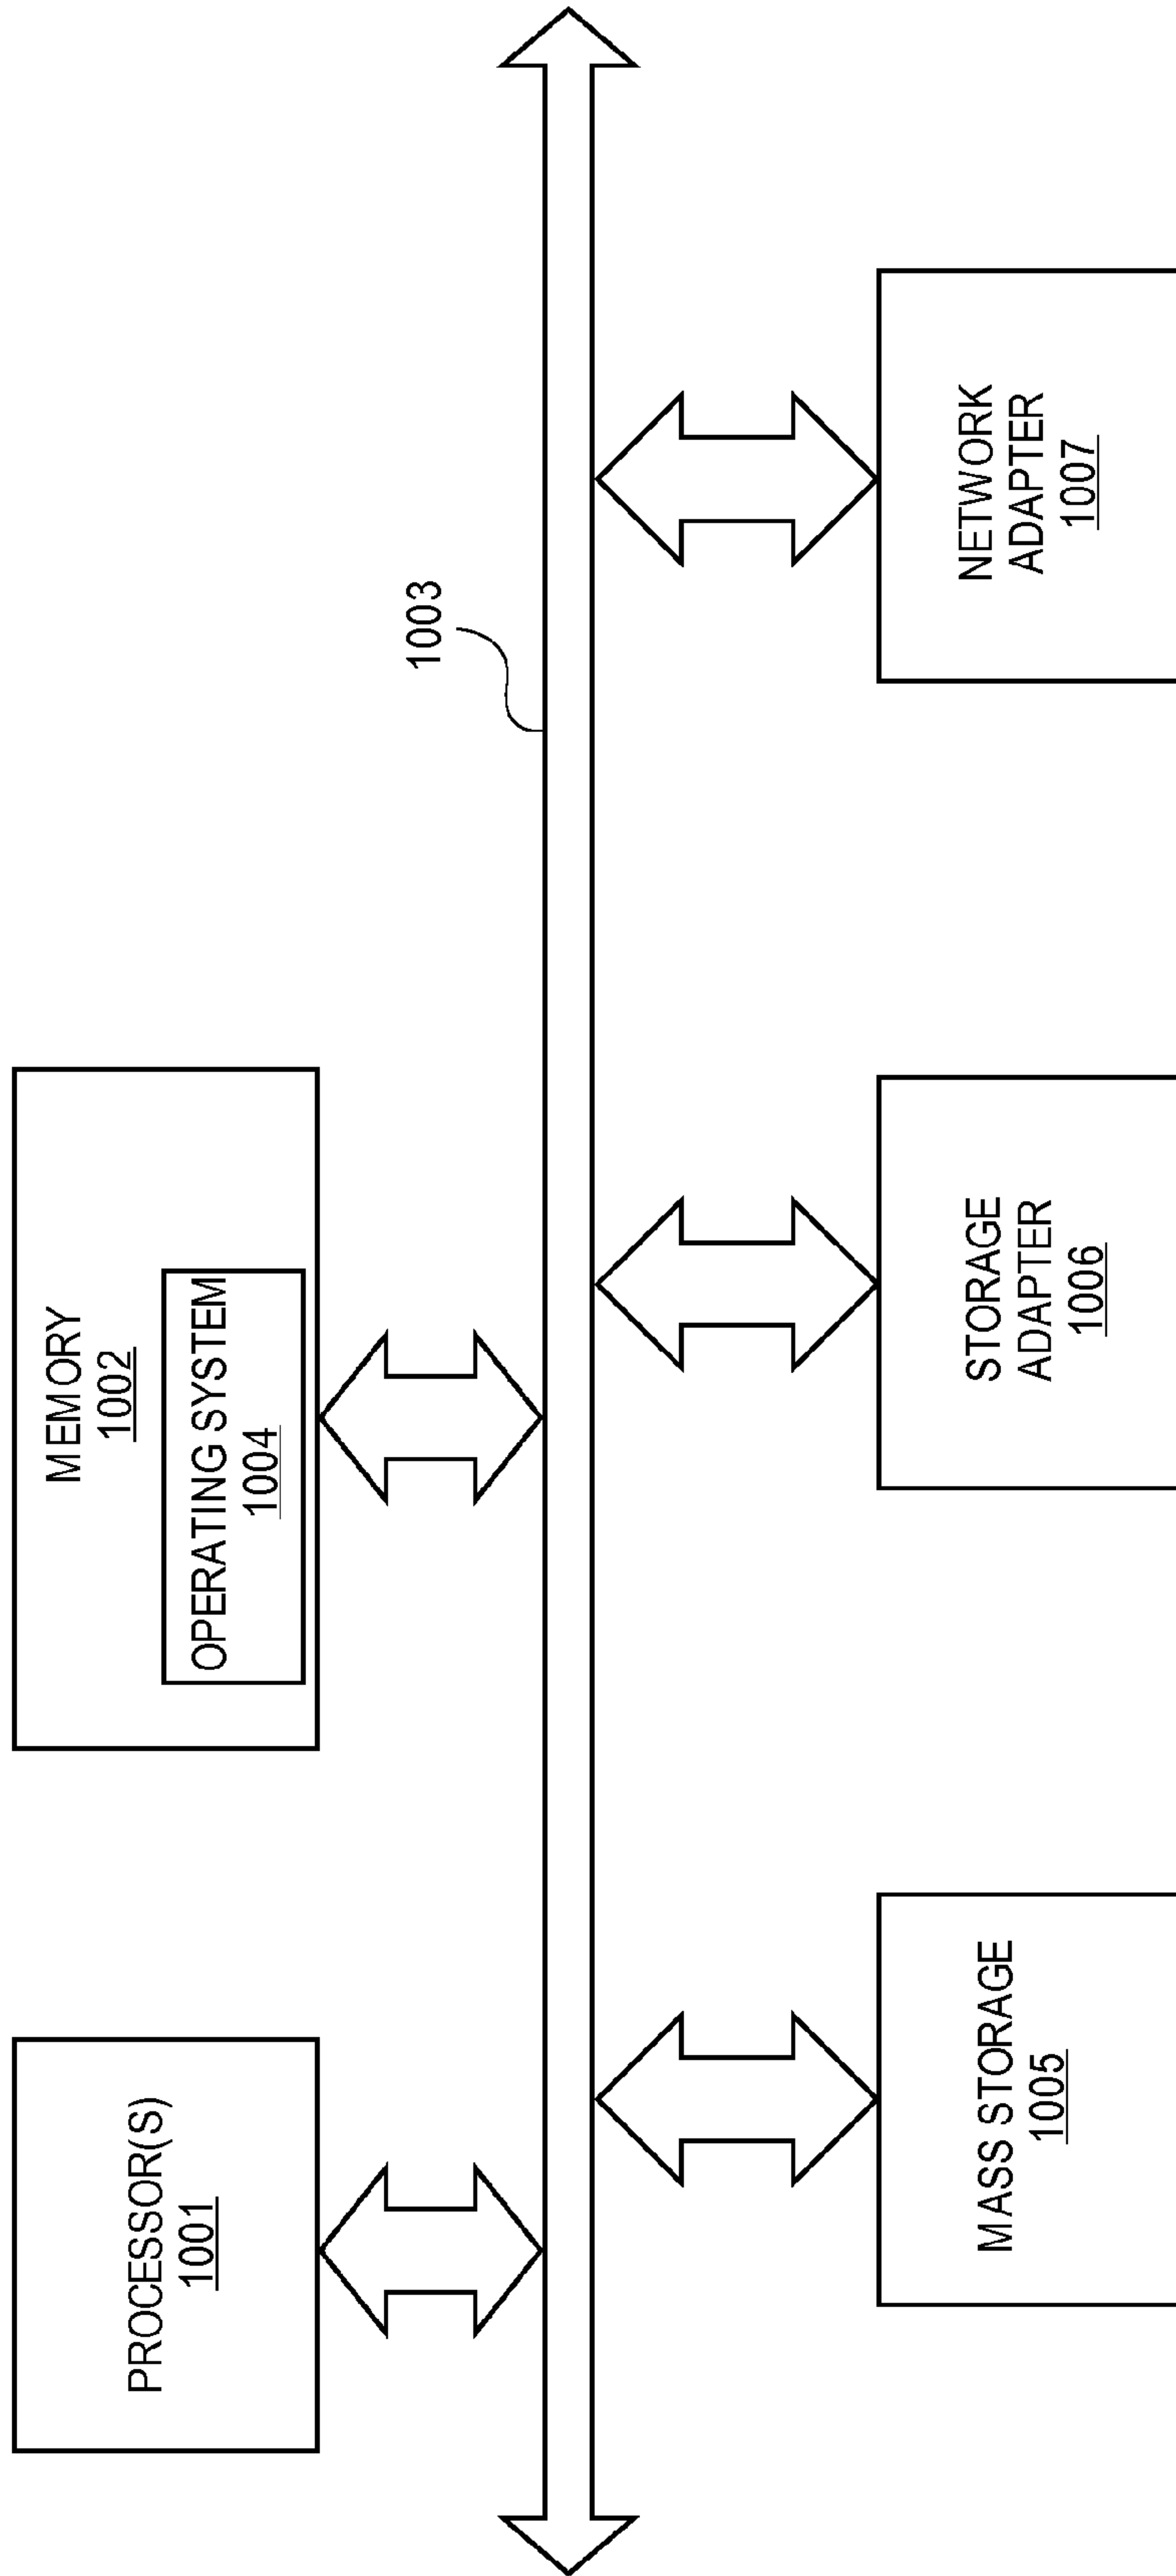 PROCESSOR(S)
1001
MEMORY
1002
OPERATING SYSTEM
1004
1003
MASS STORAGE
1005
STORAGE
ADAPTER
1006
NETWORK
ADAPTER
1007